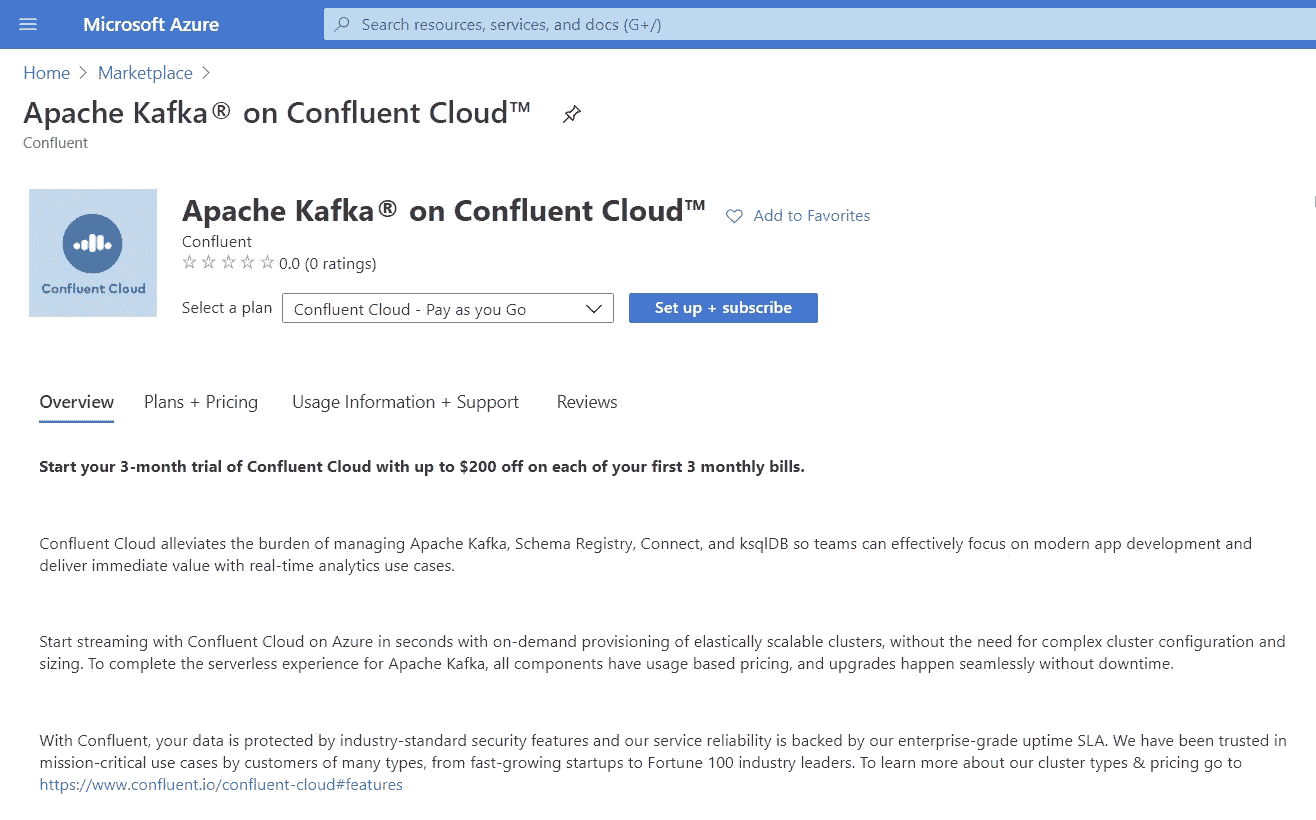 Microsoft Azure
Search resources, services, and docs (G+/)
Home > Marketplace >
Apache Kafka® on Confluent Cloud™
Confluent
Confluent Cloud
Apache Kafka® on Confluent Cloud™
Add to Favorites
Confluent
0.0 (0 ratings)
Select a plan
Confluent Cloud - Pay as you Go
Set up + subscribe
Overview
Plans + Pricing
Usage Information + Support
Reviews
Start your 3-month trial of Confluent Cloud with up to $200 off on each of your first 3 monthly bills.
Confluent Cloud alleviates the burden of managing Apache Kafka, Schema Registry, Connect, and ksqlDB so teams can effectively focus on modern app development and
deliver immediate value with real-time analytics use cases.
Start streaming with Confluent Cloud on Azure in seconds with on-demand provisioning of elastically scalable clusters, without the need for complex cluster configuration and
sizing. To complete the serverless experience for Apache Kafka, all components have usage based pricing, and upgrades happen seamlessly without downtime.
With Confluent, your data is protected by industry-standard security features and our service reliability is backed by our enterprise-grade uptime SLA. We have been trusted in
mission-critical use cases by customers of many types, from fast-growing startups to Fortune 100 industry leaders. To learn more about our cluster types & pricing go to
https://www.confluent.io/confluent-cloud#features